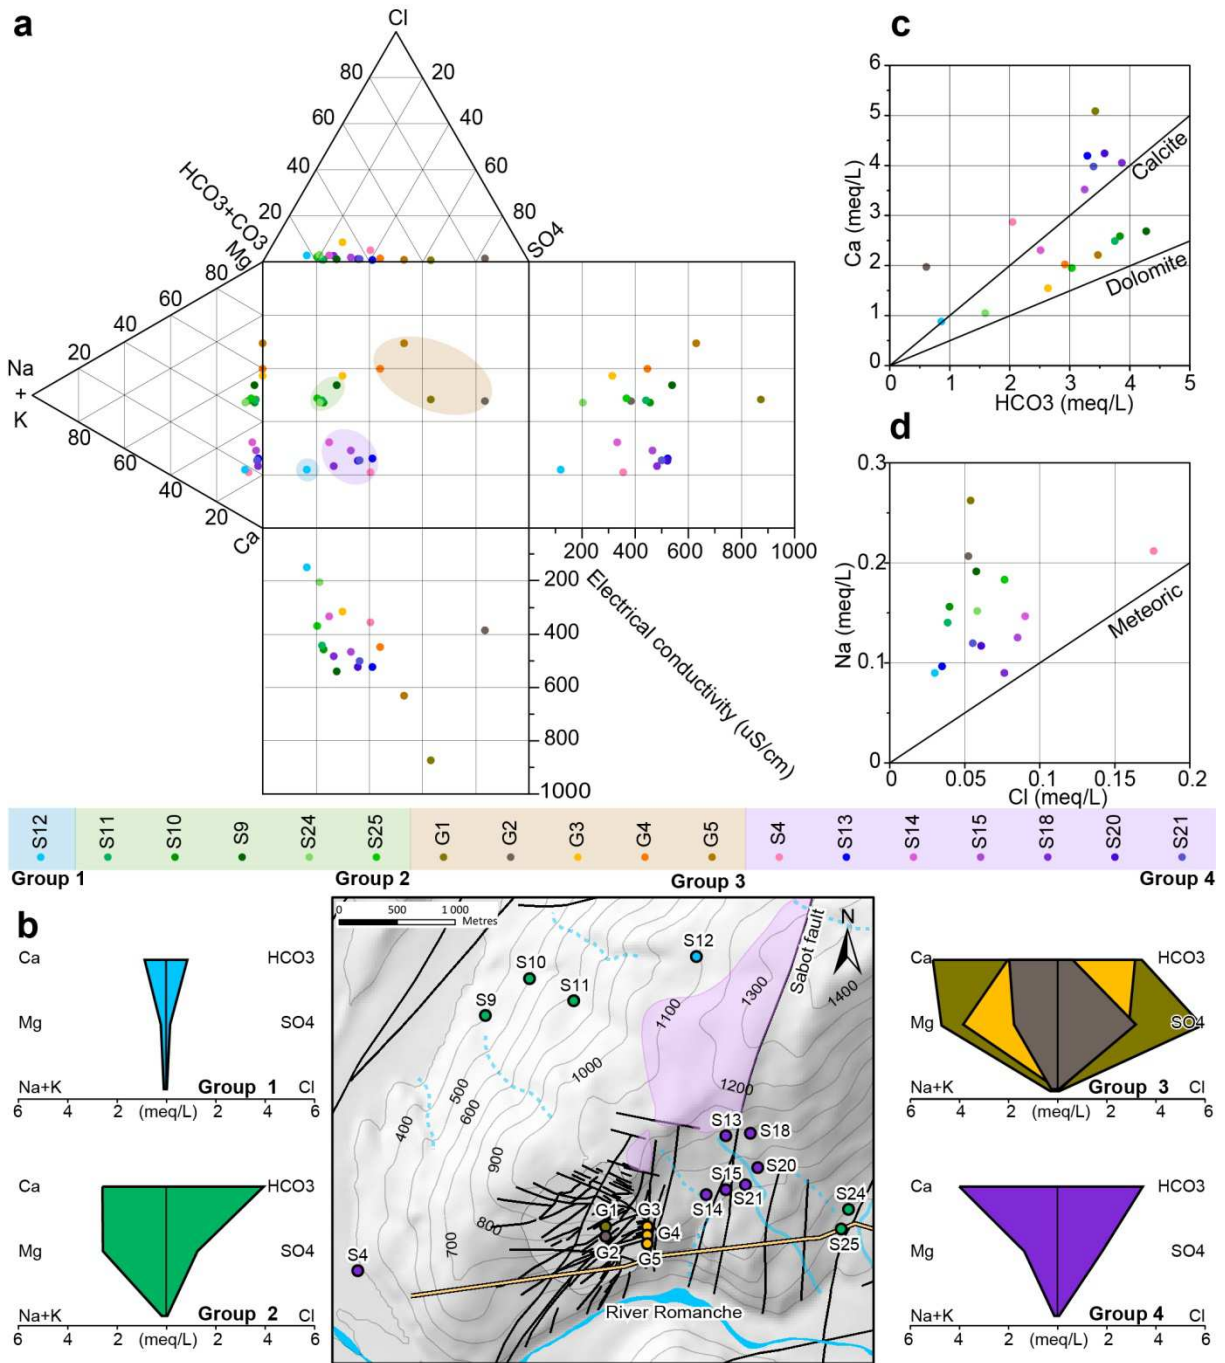 a
Cl
80
20
60
40
40
60
20
80
HCO3+CO3
SO4
Mg
80
60
40
20
Na
+
K
80
60
40
20
Ca
200
400
600
800
1000
200
400
600
800
1000
Electrical conductivity (uS/cm)
c
6
5
4
3
2
1
0
0
1
2
3
4
5
Ca (meq/L)
HCO3 (meq/L)
Calcite
Dolomite
d
0.3
0.2
0.1
0
0
0.05
0.1
0.15
0.2
Na (meq/L)
Cl (meq/L)
Meteoric
S12
S11
S10
S9
S24
S25
G1
G2
G3
G4
G5
S4
S13
S14
S15
S18
S20
S21
Group 1
Group 2
Group 3
Group 4
b
Ca
HCO3
Mg
SO4
Na+K
Group 1
Cl
6 4 2 (meq/L) 2 4 6
Ca
HCO3
Mg
SO4
Na+K
Group 2
Cl
6 4 2 (meq/L) 2 4 6
0 500 1 000
Metres
N
Sabot fault
S12
S10
S11
S9
1300
1400
1100
1200
1000
500
600
400
900
800
700
S13
S18
S15
S20
S14
S21
S24
S25
G1
G3
G4
G2
G5
S4
River Romanche
Ca
HCO3
Mg
SO4
Na+K
Group 3
Cl
6 4 2 (meq/L) 2 4 6
Ca
HCO3
Mg
SO4
Na+K
Group 4
Cl
6 4 2 (meq/L) 2 4 6